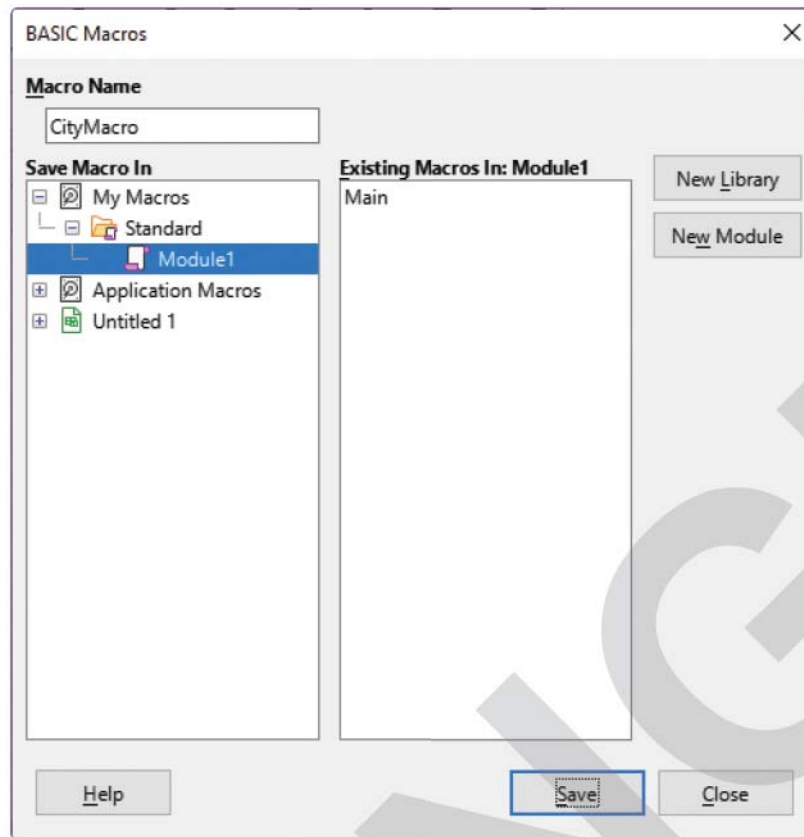 BASIC Macros
Macro Name
CityMacro
Save Macro In
Existing Macros In: Module1
New Library
My Macros
Main
Standard
New Module
Module1
Application Macros
Untitled 1
Help
Save
Close